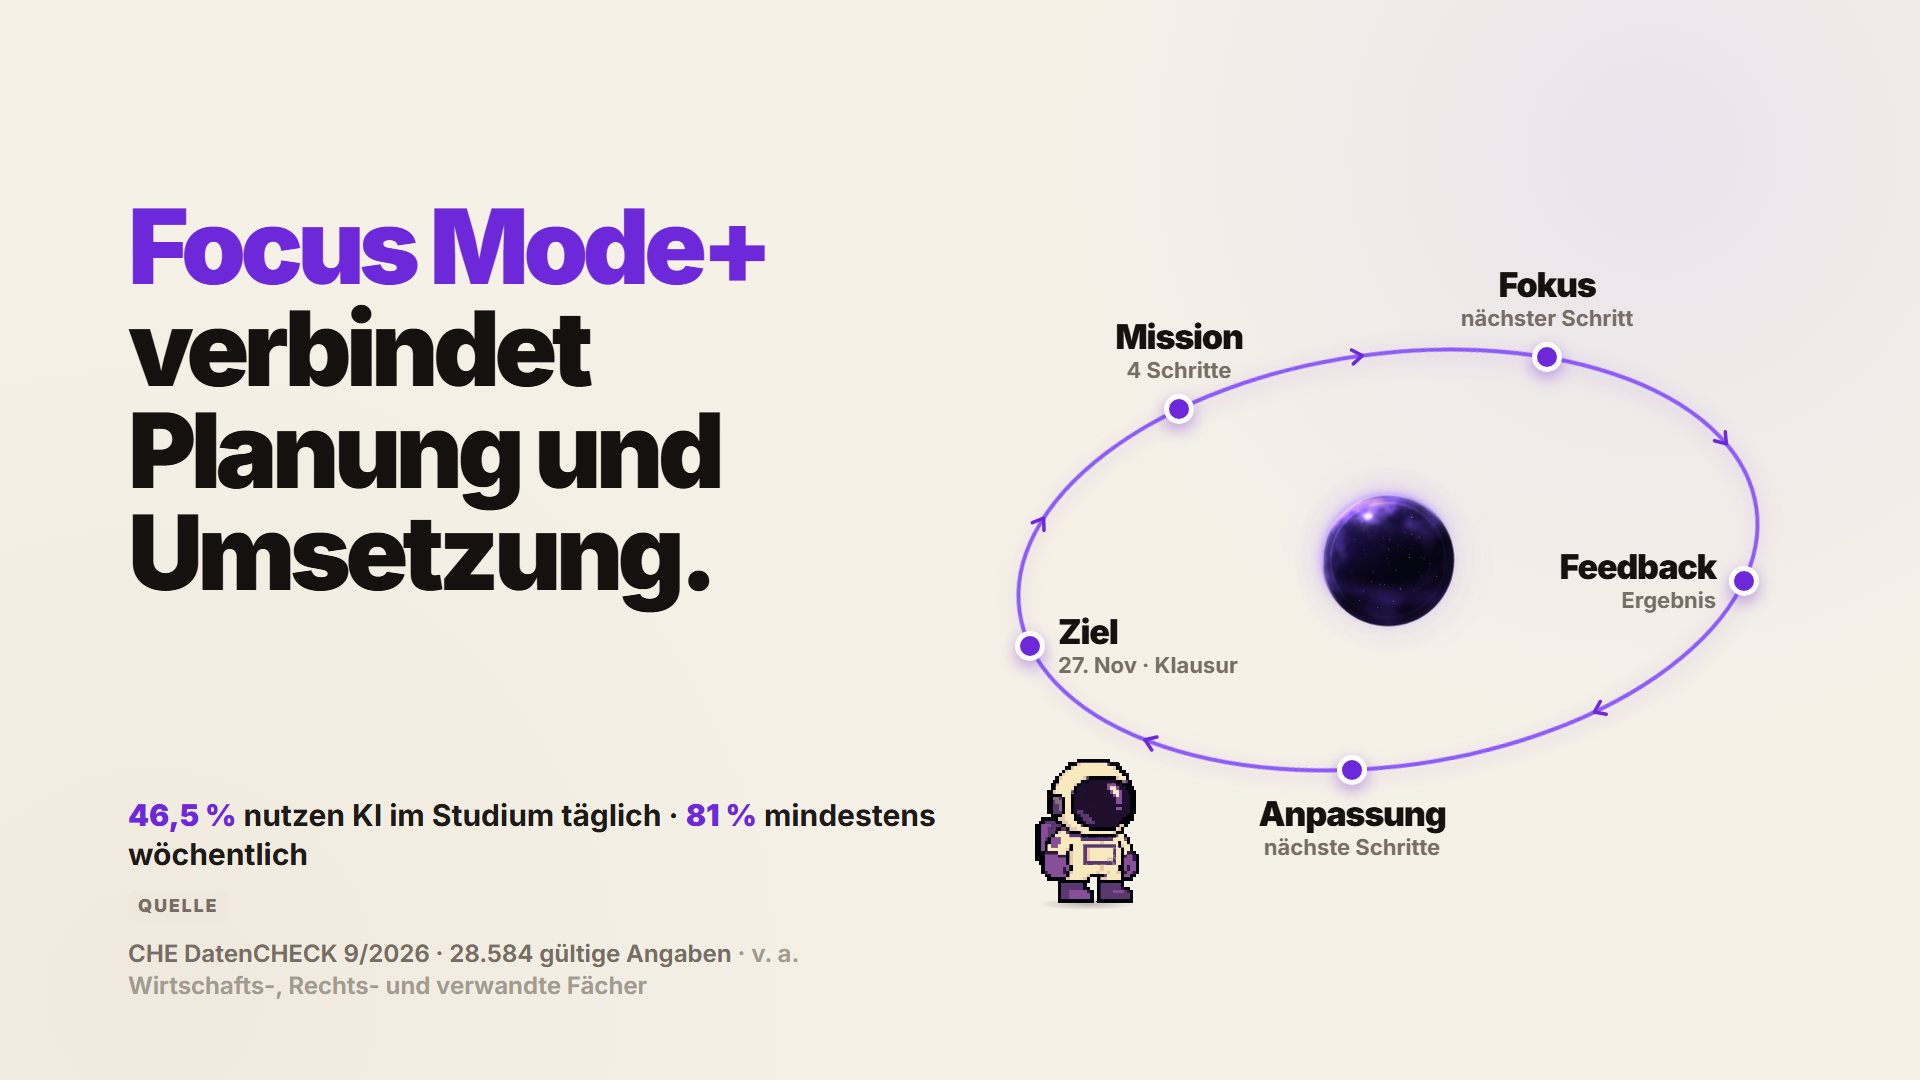 Focus Mode+
verbindet
Planung und
Umsetzung.
46,5 % nutzen KI im Studium täglich · 81 % mindestens
wöchentlich
QUELLE
CHE DatenCHECK 9/2026 · 28.584 gültige Angaben · v. a.
Wirtschafts-, Rechts- und verwandte Fächer
Fokus
nächster Schritt
Mission
4 Schritte
Feedback
Ergebnis
Ziel
27. Nov · Klausur
Anpassung
nächste Schritte